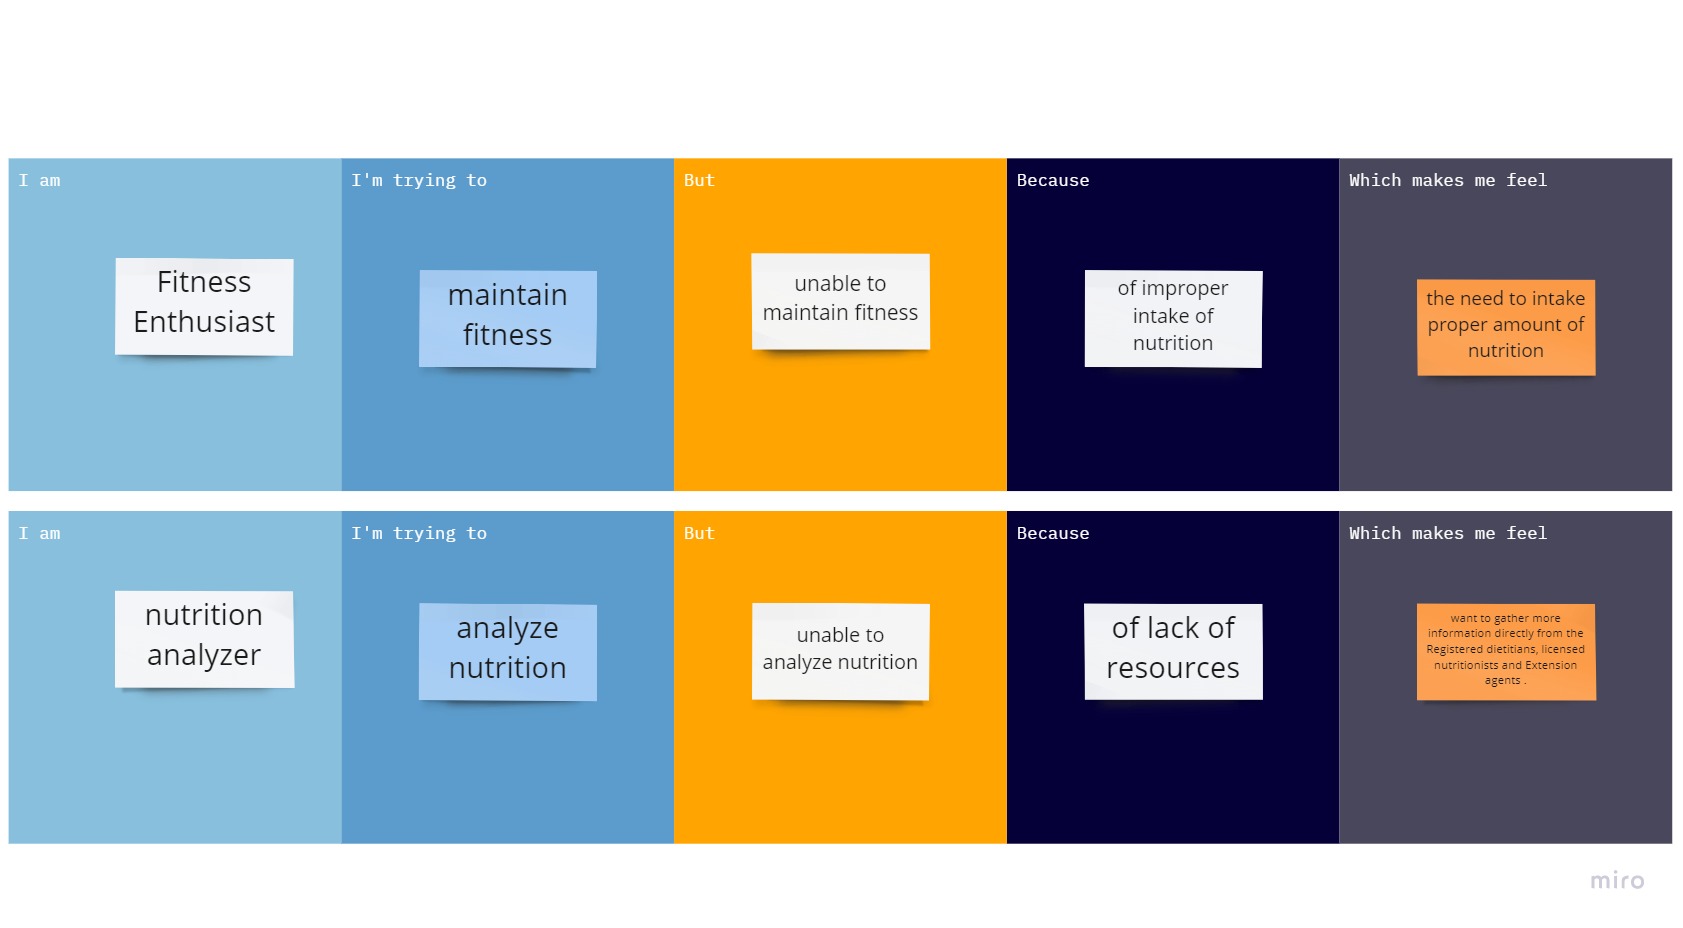 I am
I'm trying to
But
Because
Which makes me feel
Fitness
Enthusiast
maintain
fitness
unable to
maintain fitness
of improper
intake of
nutrition
the need to intake
proper amount of
nutrition
I am
I'm trying to
But
Because
Which makes me feel
nutrition
analyzer
analyze
nutrition
unable to
analyze nutrition
of lack of
resources
want to gather more
information directly from the
Registered dietitians, licensed
nutritionists and Extension
agents .
miro